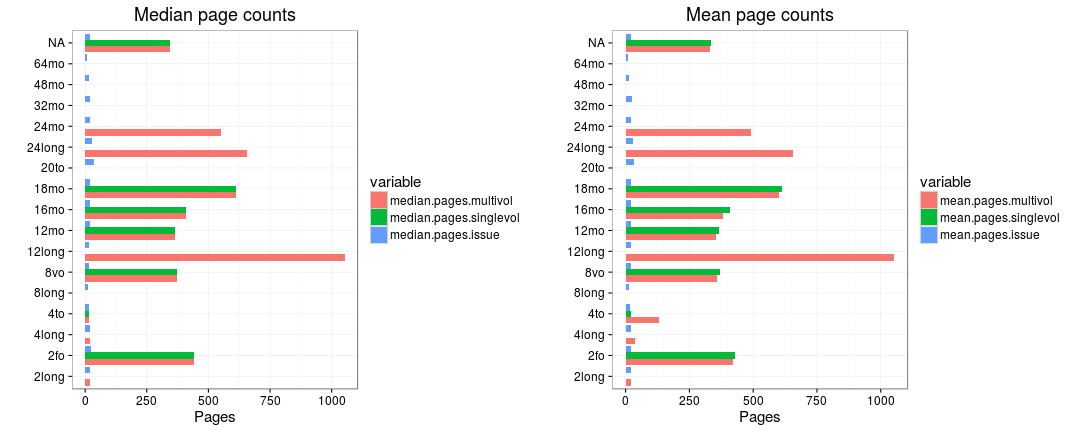 Median page counts
NA
64mo
48mo
32mo
24mo
24long
20to
18mo
16mo
12mo
12long
8vo
8long
4to
4long
2fo
2long
0 250 500 750 1000
Pages
variable
median.pages.multivol
median.pages.singlevol
median.pages.issue
Mean page counts
NA
64mo
48mo
32mo
24mo
24long
20to
18mo
16mo
12mo
12long
8vo
8long
4to
4long
2fo
2long
0 250 500 750 1000
Pages
variable
mean.pages.multivol
mean.pages.singlevol
mean.pages.issue